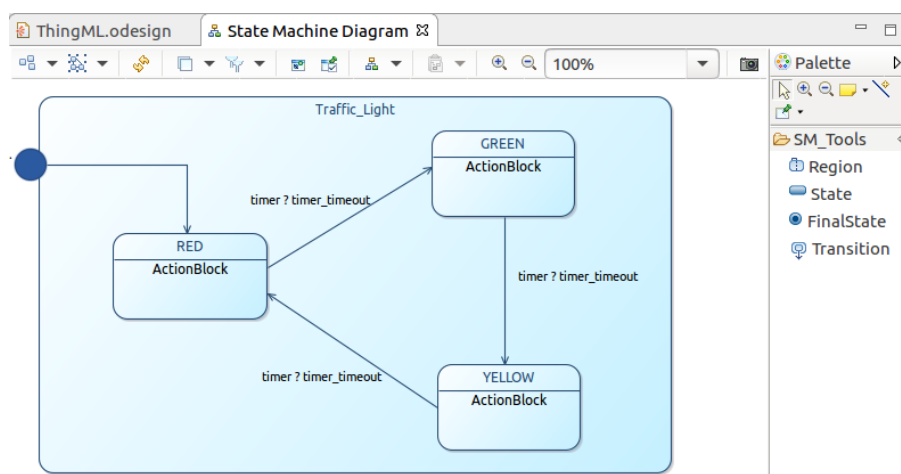 ThingML.odesign
State Machine Diagram
100%
Palette
Traffic_Light
SM_Tools
GREEN
ActionBlock
Region
State
timer ? timer_timeout
FinalState
RED
ActionBlock
Transition
timer ? timer_timeout
timer ? timer_timeout
YELLOW
ActionBlock